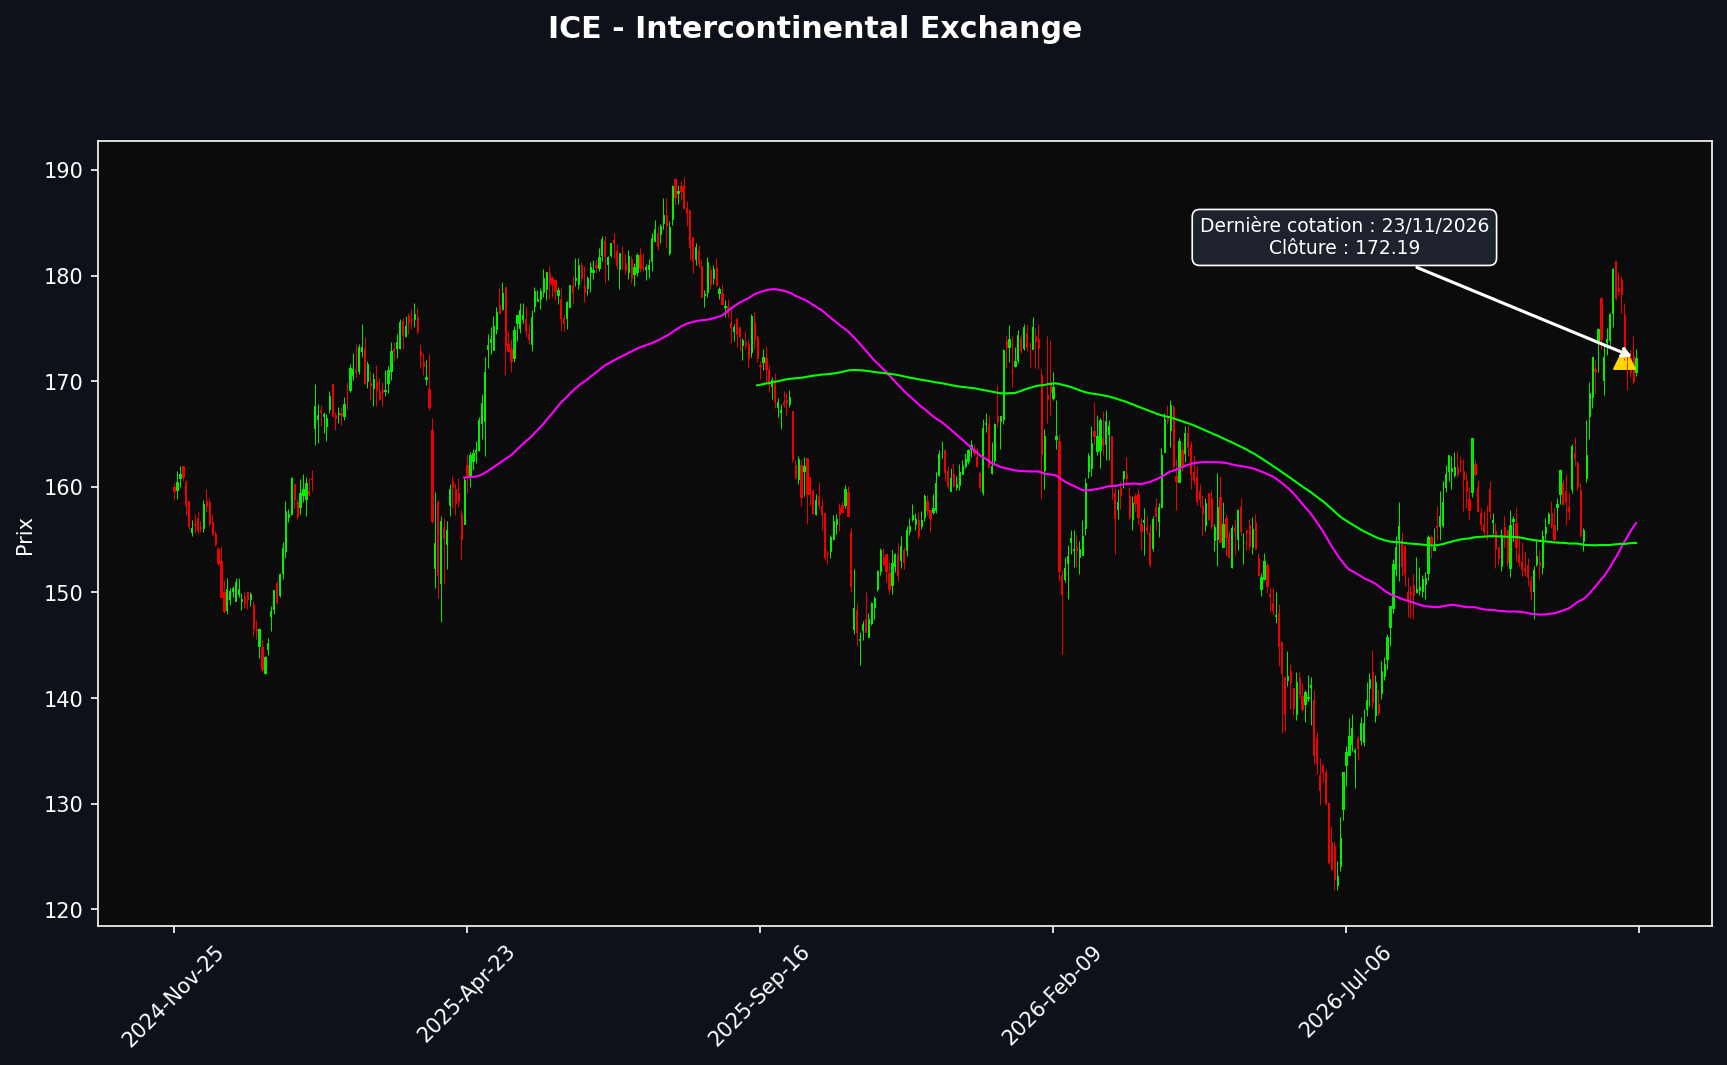 ICE - Intercontinental Exchange
Prix
190
180
170
160
150
140
130
120
Dernière cotation : 23/11/2026
Clôture : 172.19
2024-Nov-25
2025-Apr-23
2025-Sep-16
2026-Feb-09
2026-Jul-06